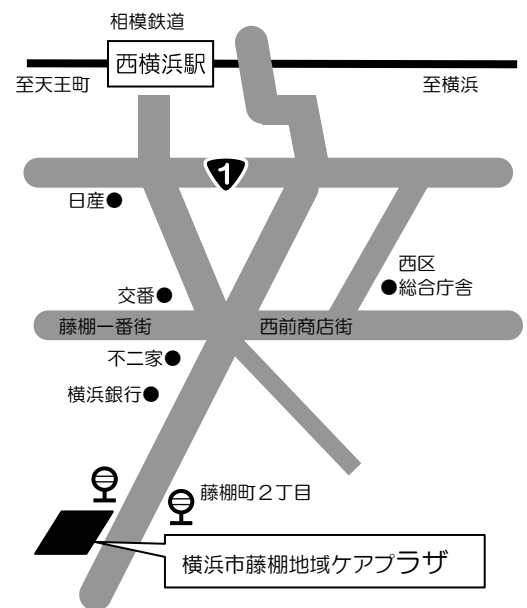 相模鉄道
西横浜駅
至天王町
至横浜
1
日産●
西区
●総合庁舎
交番●
藤棚一番街
西前商店街
不二家●
横浜銀行●
藤棚町２丁目
横浜市藤棚地域ケアプラザ